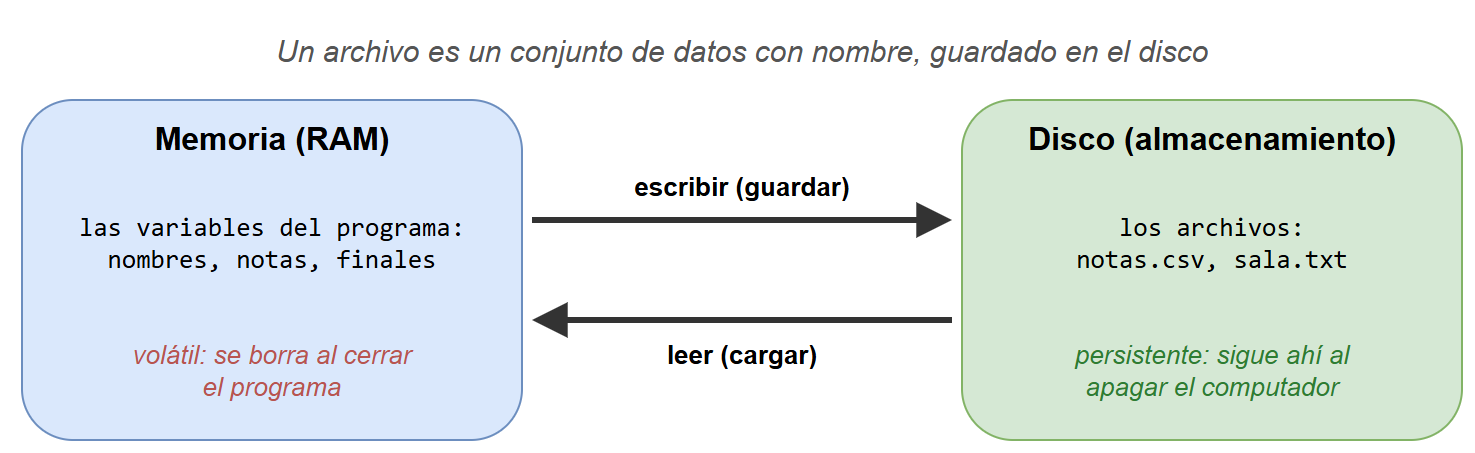 Un archivo es un conjunto de datos con nombre, guardado en el disco
Memoria (RAM)
las variables del programa:
nombres, notas, finales
volátil: se borra al cerrar
el programa
escribir (guardar)
leer (cargar)
Disco (almacenamiento)
los archivos:
notas.csv, sala.txt
persistente: sigue ahí al
apagar el computador